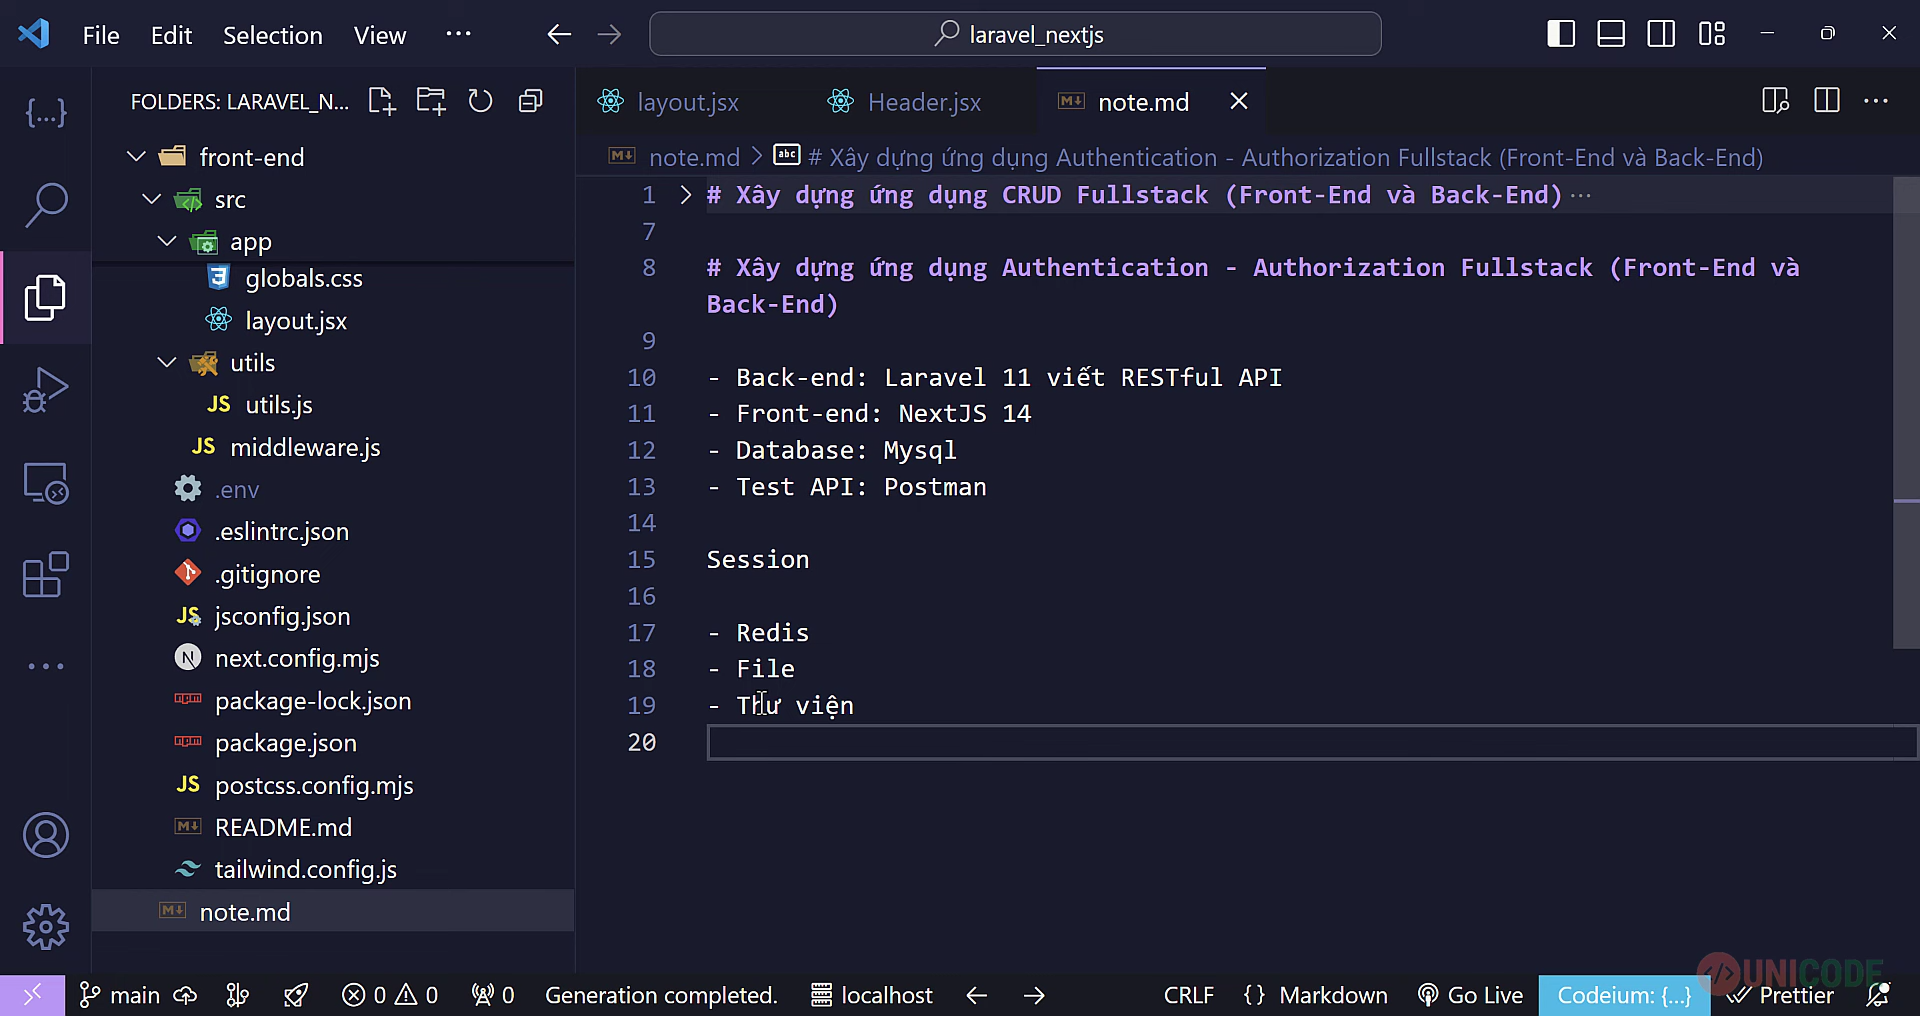 File Edit Selection View ··· laravel_nextjs
FOLDERS: LARAVEL_N...
front-end
src
app
globals.css
layout.jsx
utils
JS utils.js
JS middleware.js
.env
.eslintrc.json
.gitignore
JS jsconfig.json
N next.config.mjs
package-lock.json
package.json
JS postcss.config.mjs
README.md
tailwind.config.js
note.md
layout.jsx Header.jsx note.md
note.md > abc # Xây dựng ứng dụng Authentication - Authorization Fullstack (Front-End và Back-End)
1 # Xây dựng ứng dụng CRUD Fullstack (Front-End và Back-End)···
7
8 # Xây dựng ứng dụng Authentication - Authorization Fullstack (Front-End và
Back-End)
9
10 - Back-end: Laravel 11 viết RESTful API
11 - Front-end: NextJS 14
12 - Database: Mysql
13 - Test API: Postman
14
15 Session
16
17 - Redis
18 - File
19 - Thư viện
20
main 0 0 0 Generation completed. localhost CRLF {} Markdown Go Live Codeium: {...} Prettier
UNICODE